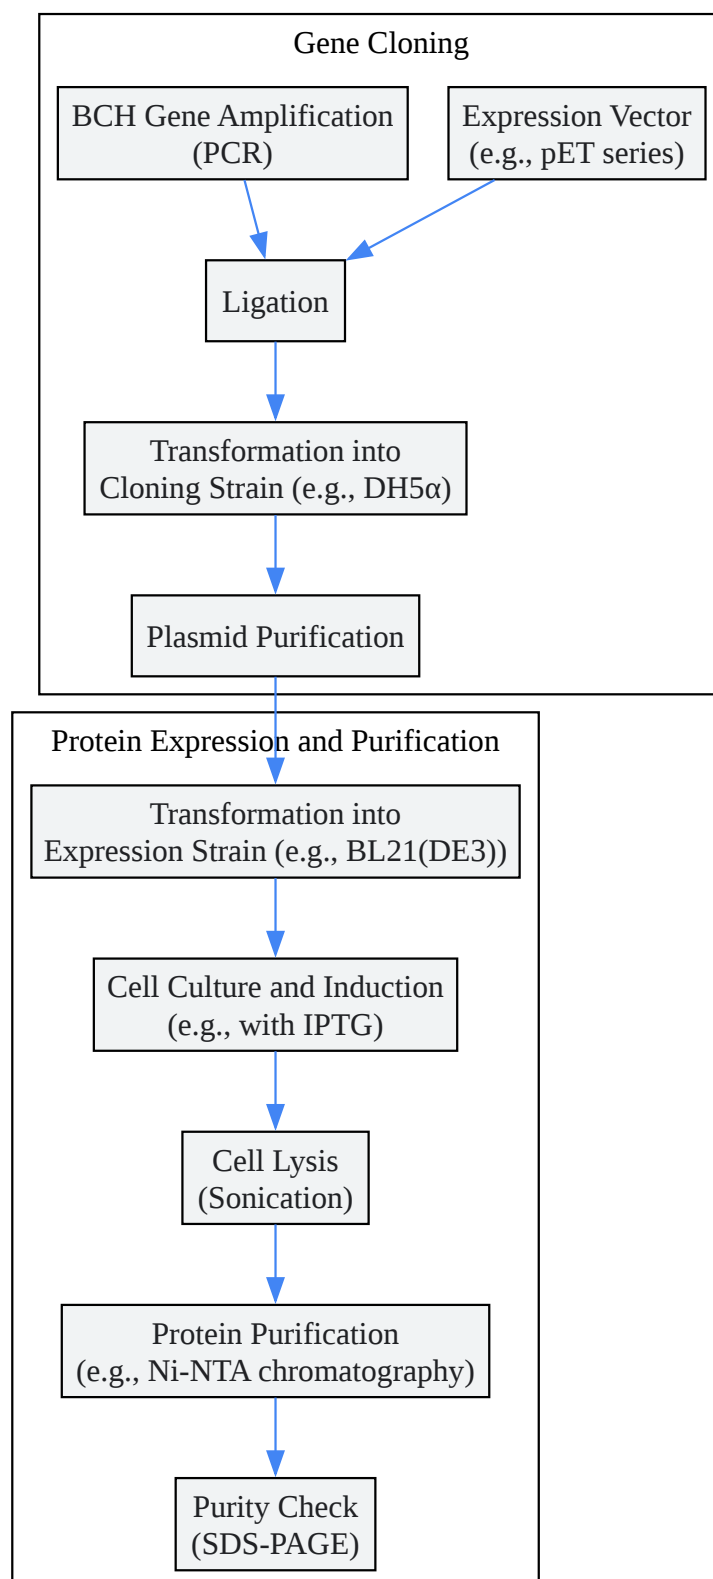 Gene Cloning
BCH Gene Amplification
(PCR)
Expression Vector
(e.g., pET series)
Ligation
Transformation into
Cloning Strain (e.g., DH5α)
Plasmid Purification
Protein Expression and Purification
Transformation into
Expression Strain (e.g., BL21(DE3))
Cell Culture and Induction
(e.g., with IPTG)
Cell Lysis
(Sonication)
Protein Purification
(e.g., Ni-NTA chromatography)
Purity Check
(SDS-PAGE)